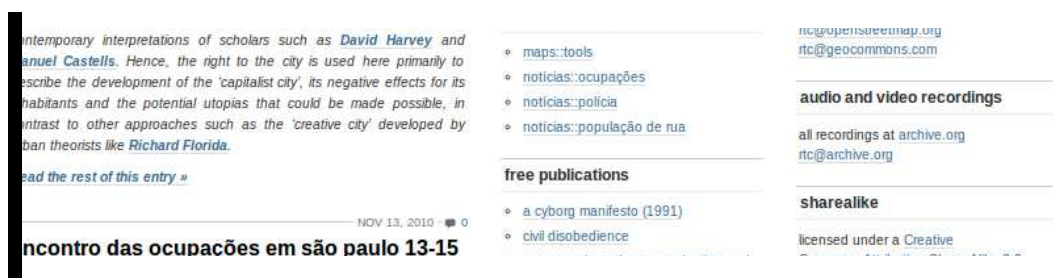 ontemporary interpretations of scholars such as David Harvey and
anuel Castells. Hence, the right to the city is used here primarily to
escribe the development of the 'capitalist city', its negative effects for its
habitants and the potential utopias that could be made possible, in
ontrast to other approaches such as the 'creative city' developed by
ban theorists like Richard Florida.
ead the rest of this entry »
NOV 13, 2010 0
ncontro das ocupações em são paulo 13-15
maps::tools
notícias::ocupações
notícias::polícia
notícias::população de rua
free publications
a cyborg manifesto (1991)
civil disobedience
rtc@openstreetmap.org
rtc@geocommons.com
audio and video recordings
all recordings at archive.org
rtc@archive.org
sharealike
licensed under a Creative